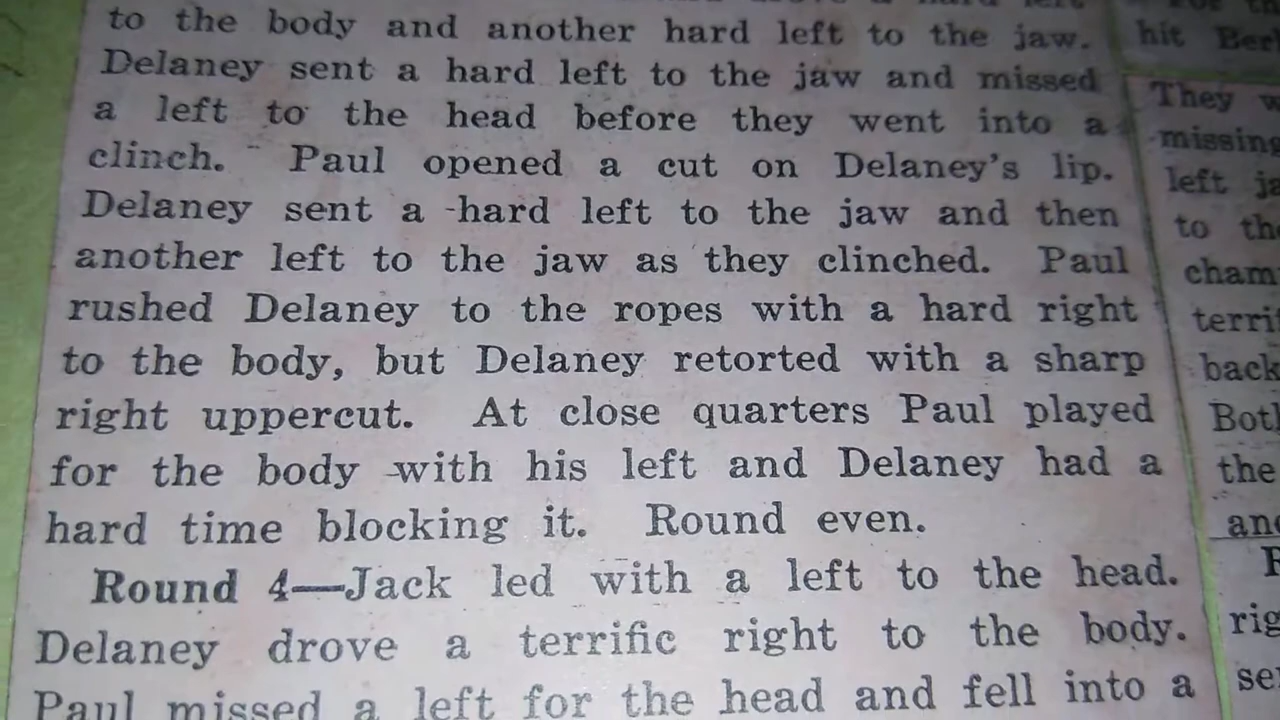 to the body and another hard left to the jaw.
Delaney sent a hard left to the jaw and missed
a left to the head before they went into a
clinch. Paul opened a cut on Delaney's lip.
Delaney sent a hard left to the jaw and then
another left to the jaw as they clinched. Paul
rushed Delaney to the ropes with a hard right
to the body, but Delaney retorted with a sharp
right uppercut. At close quarters Paul played
for the body with his left and Delaney had a
hard time blocking it. Round even.
Round 4—Jack led with a left to the head.
Delaney drove a terrific right to the body.
Paul missed a left for the head and fell into a
hit
They
missing
left
to
back
the